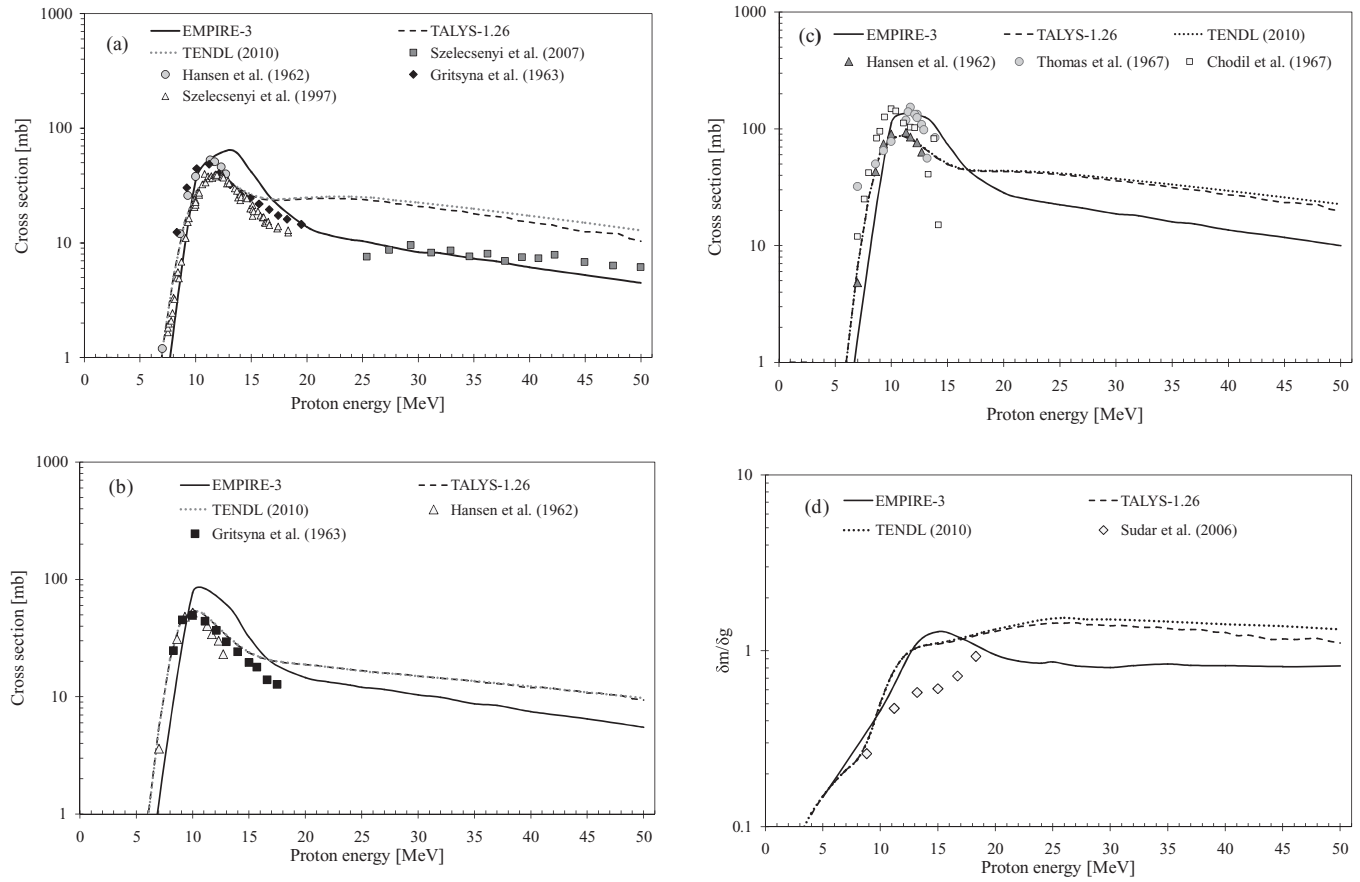 (a)
EMPIRE-3
TALYS-1.26
TENDL (2010)
Szelecsenyi et al. (2007)
Hansen et al. (1962)
Gritsyna et al. (1963)
Szelecsenyi et al. (1997)
Cross section [mb]
1000
100
10
1
0 5 10 15 20 25 30 35 40 45 50
Proton energy [MeV]
(c)
EMPIRE-3
TALYS-1.26
TENDL (2010)
Hansen et al. (1962)
Thomas et al. (1967)
Chodil et al. (1967)
Cross section [mb]
1000
100
10
1
0 5 10 15 20 25 30 35 40 45 50
Proton energy [MeV]
(b)
EMPIRE-3
TALYS-1.26
TENDL (2010)
Hansen et al. (1962)
Gritsyna et al. (1963)
Cross section [mb]
1000
100
10
1
0 5 10 15 20 25 30 35 40 45 50
Proton energy [MeV]
(d)
EMPIRE-3
TALYS-1.26
TENDL (2010)
Sudar et al. (2006)
δm/δg
10
1
0.1
0 5 10 15 20 25 30 35 40 45 50
Proton energy [MeV]